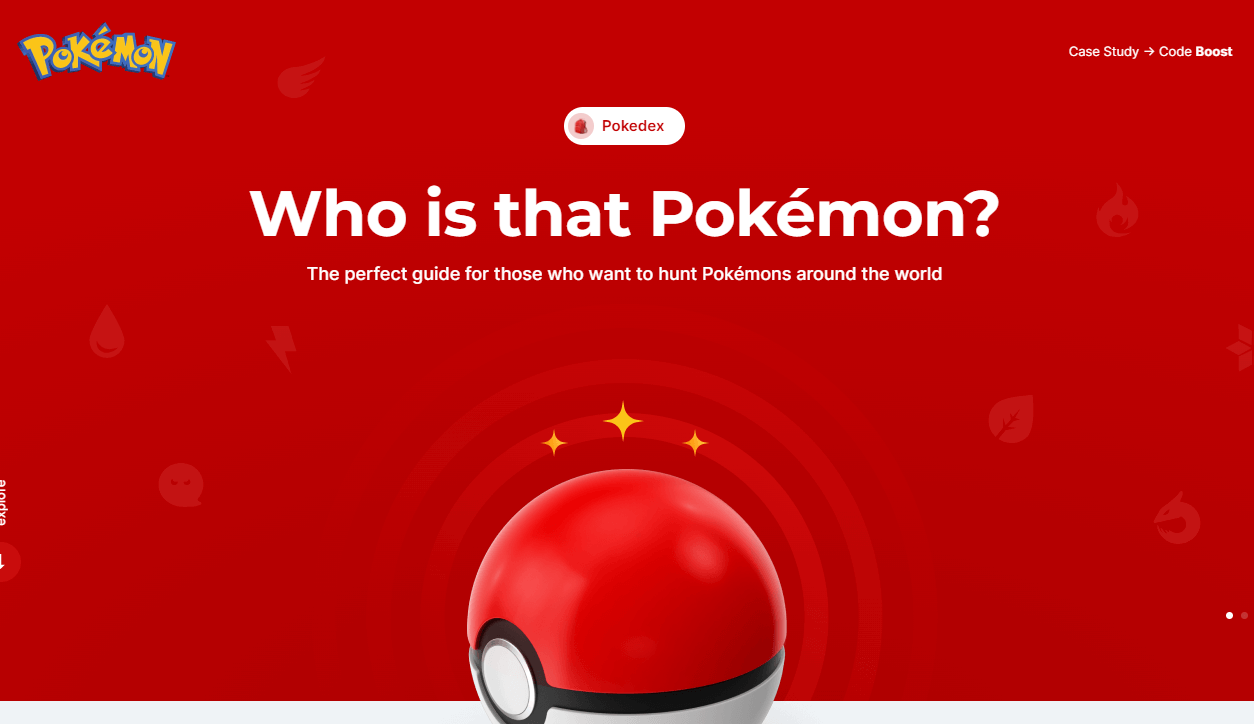 POKéMON
Case Study → Code Boost
Pokedex
Who is that Pokémon?
The perfect guide for those who want to hunt Pokémons around the world
explore